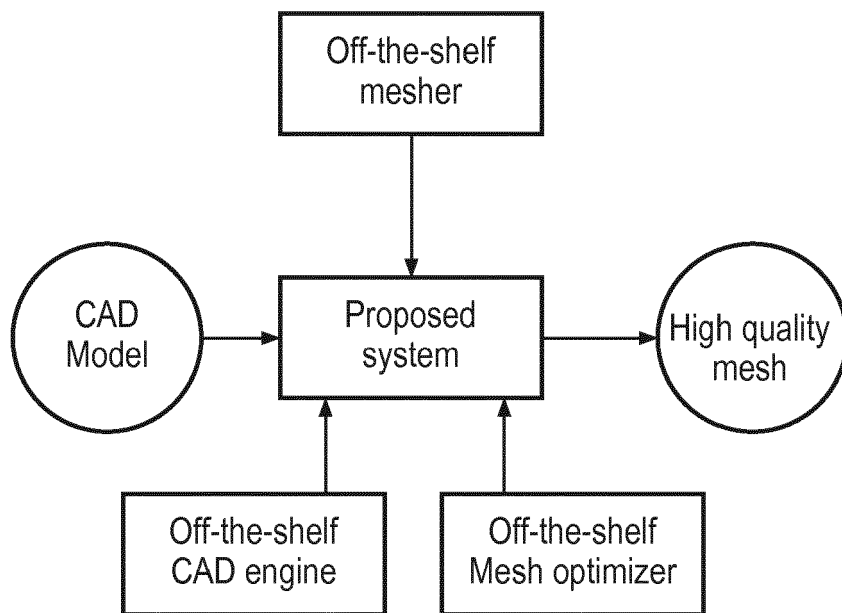 Off-the-shelf
mesher
CAD
Model
Proposed
system
High quality
mesh
Off-the-shelf
CAD engine
Off-the-shelf
Mesh optimizer